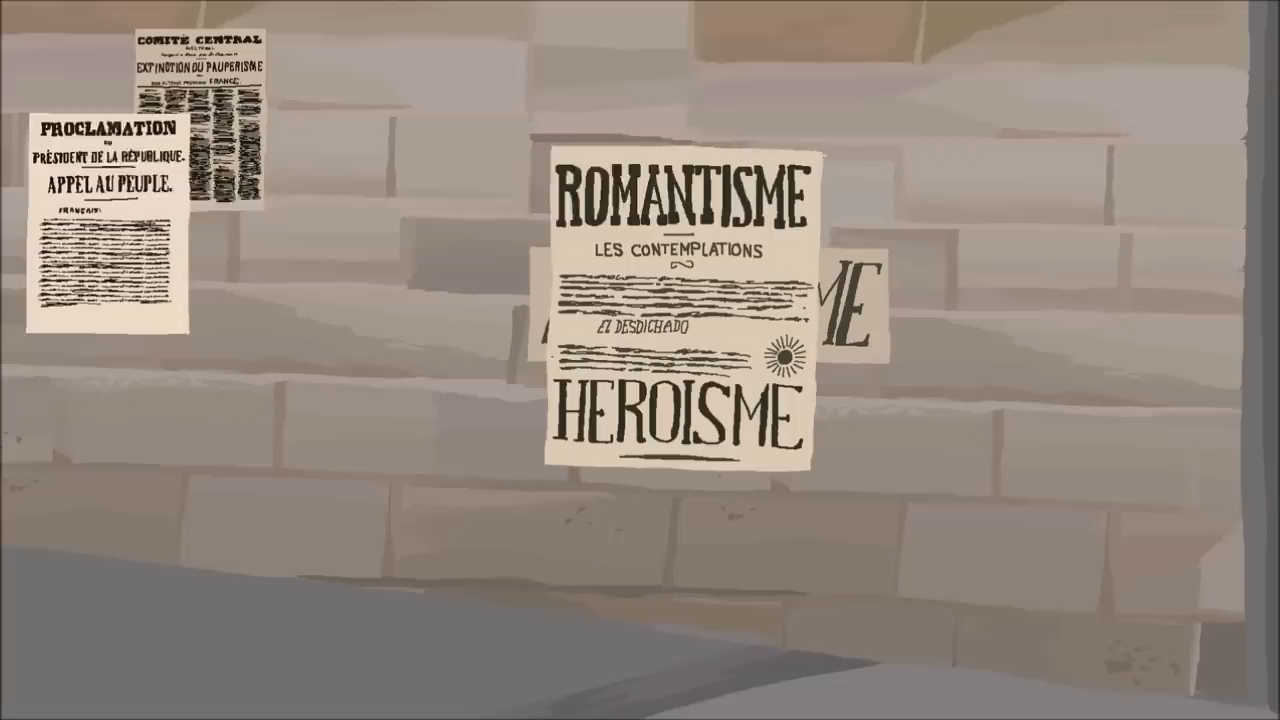 COMITÉ CENTRAL
EXTINCTION DU PAUPERISME
FRANCE.
PROCLAMATION
DU
PRÉSIDENT DE LA RÉPUBLIQUE.
APPEL AU PEUPLE.
FRANÇAIS!
ROMANTISME
LES CONTEMPLATIONS
El DESDICHADO
HEROISME
ME